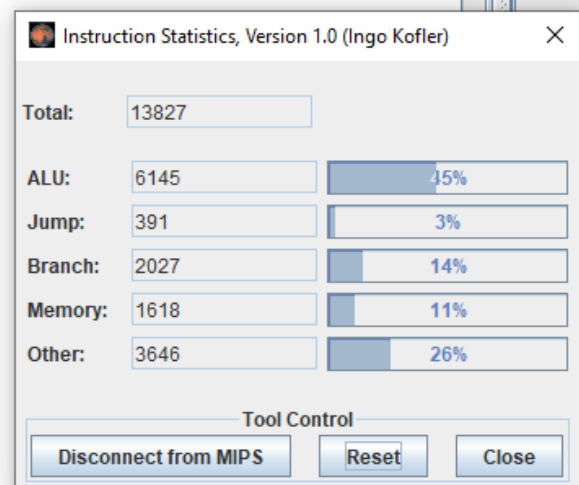 Instruction Statistics, Version 1.0 (Ingo Kofler)
Total: 13827
ALU: 6145 45%
Jump: 391 3%
Branch: 2027 14%
Memory: 1618 11%
Other: 3646 26%
Tool Control
Disconnect from MIPS Reset Close